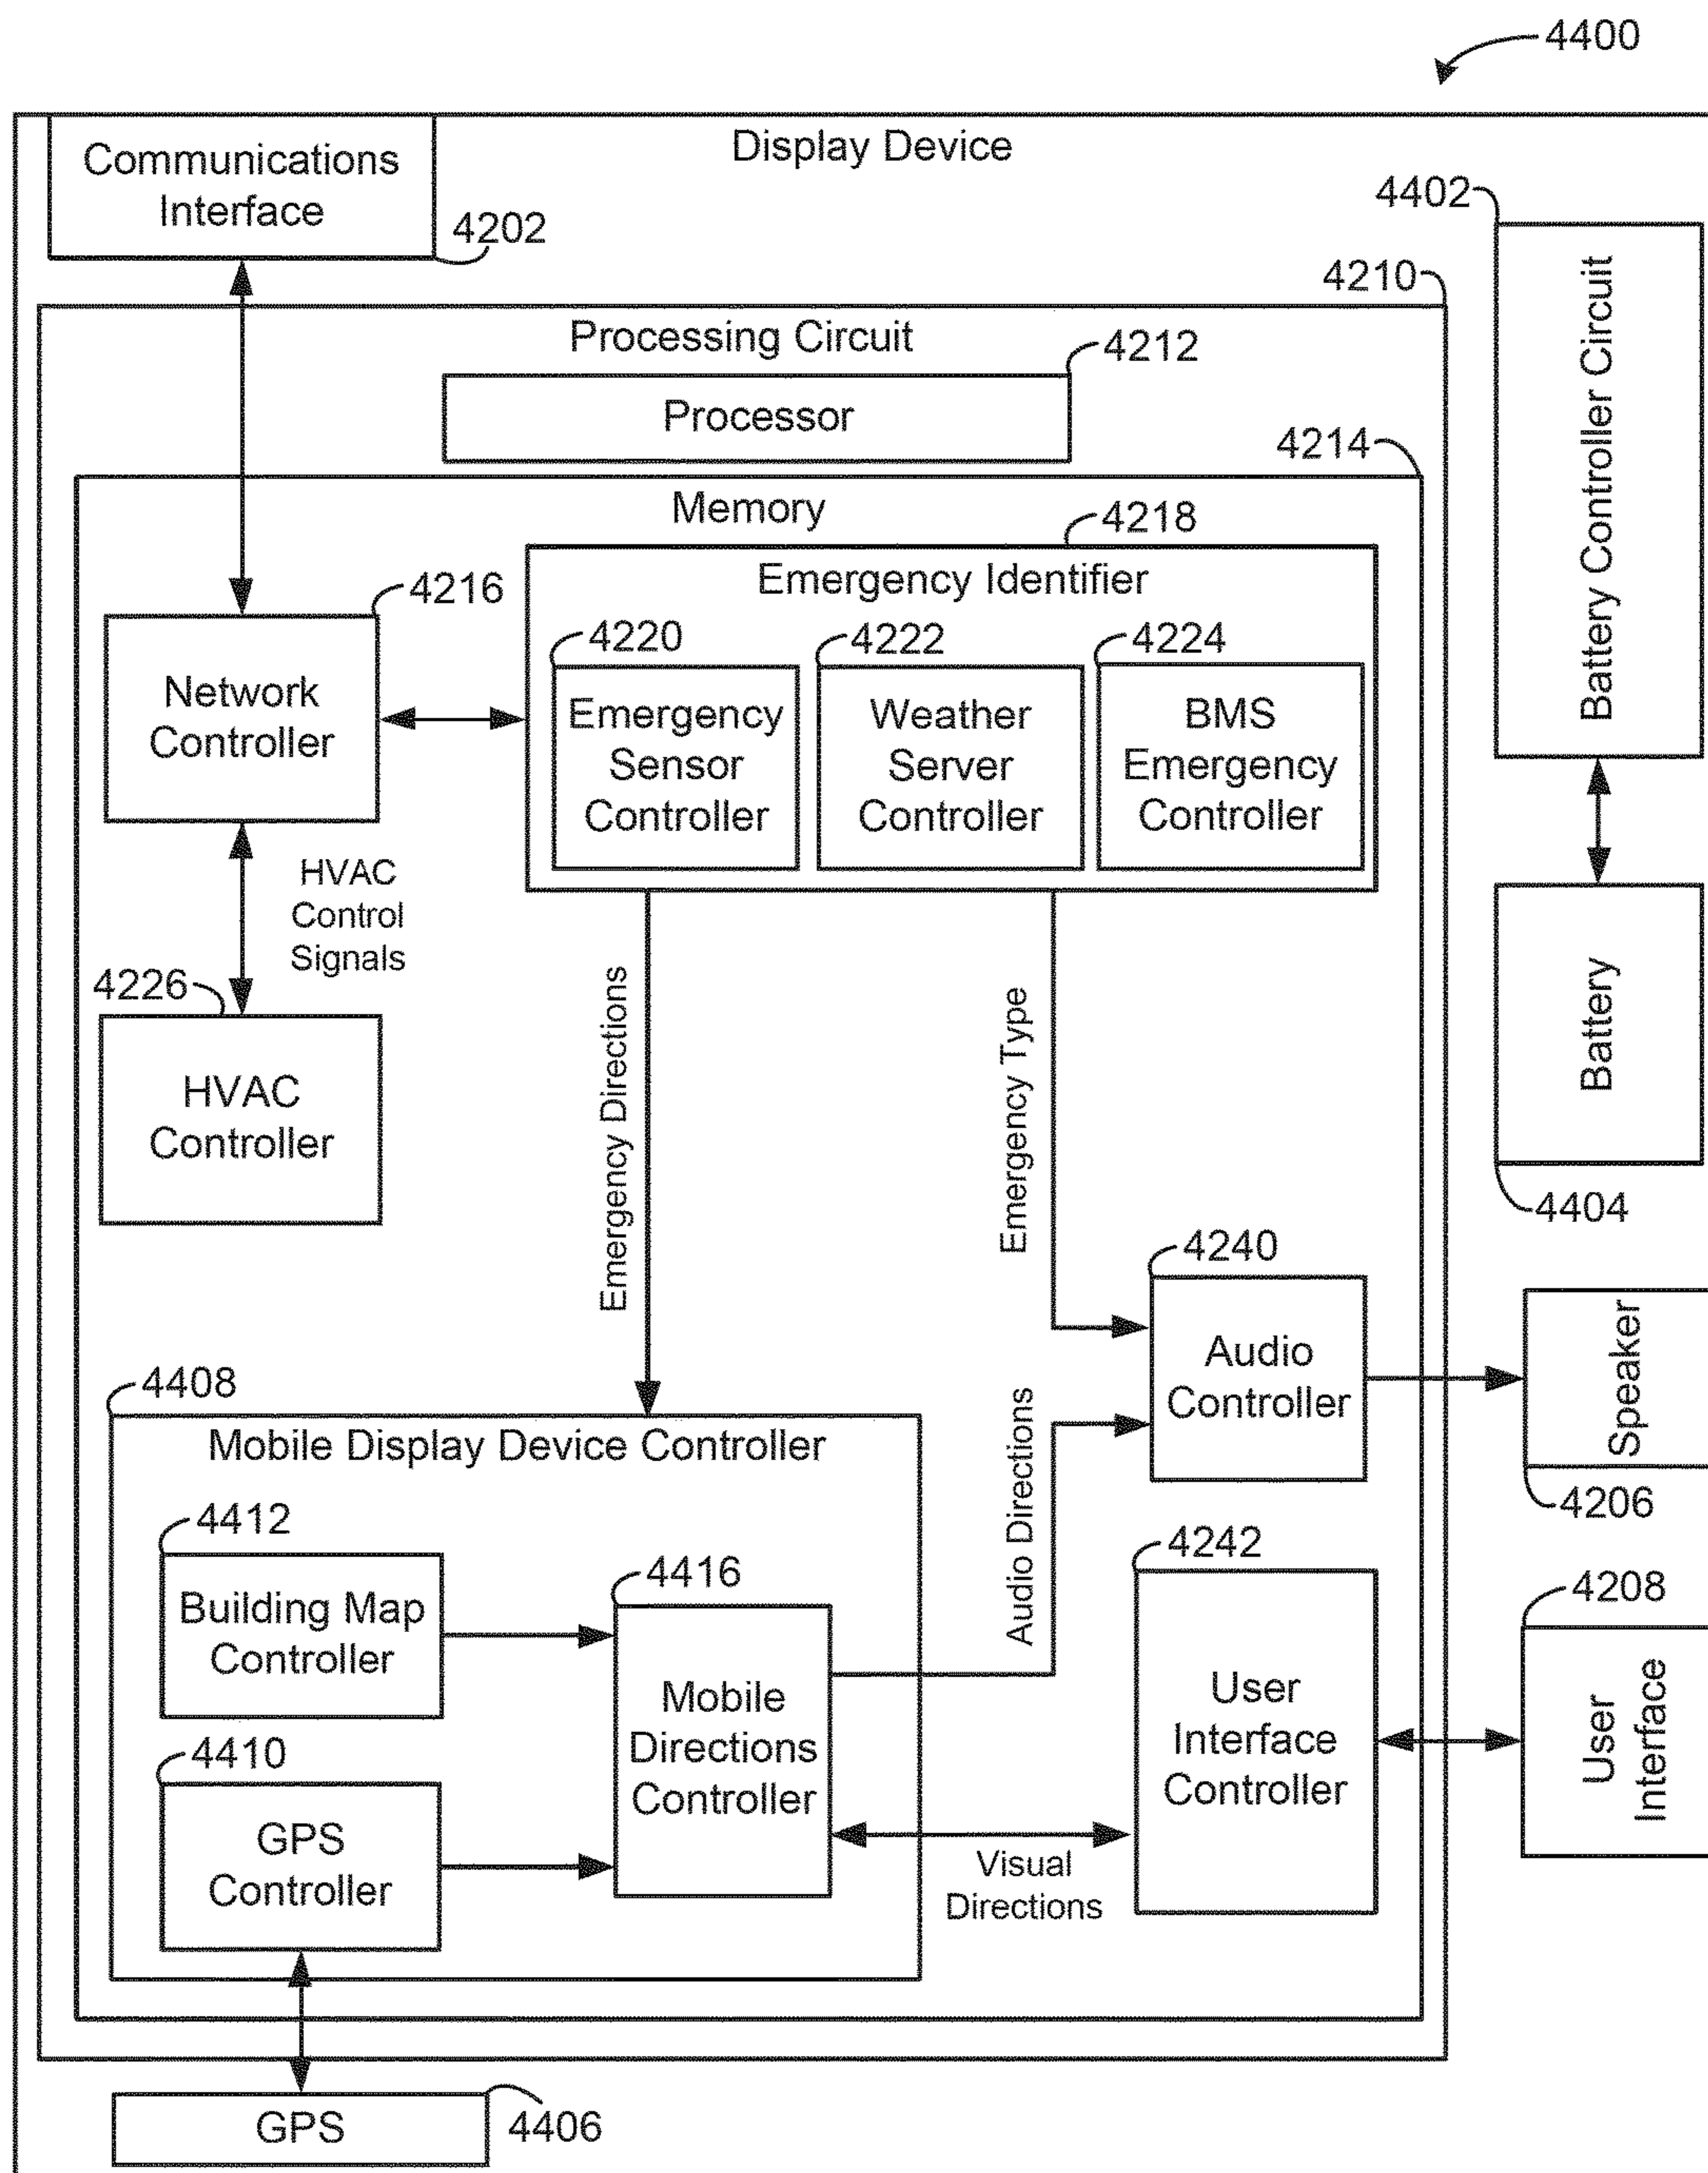 4400
Display Device
Communications
Interface
4202
4402
Battery Controller Circuit
4210
Processing Circuit
4212
Processor
4214
Memory
4218
Emergency Identifier
4216
Network
Controller
4220
Emergency
Sensor
Controller
4222
Weather
Server
Controller
4224
BMS
Emergency
Controller
HVAC
Control
Signals
4226
HVAC
Controller
Emergency Directions
Emergency Type
Battery
4404
4240
Audio
Controller
Speaker
4206
4408
Mobile Display Device Controller
4412
Building Map
Controller
4416
Mobile
Directions
Controller
4410
GPS
Controller
Audio Directions
Visual
Directions
4242
User
Interface
Controller
4208
User
Interface
GPS
4406